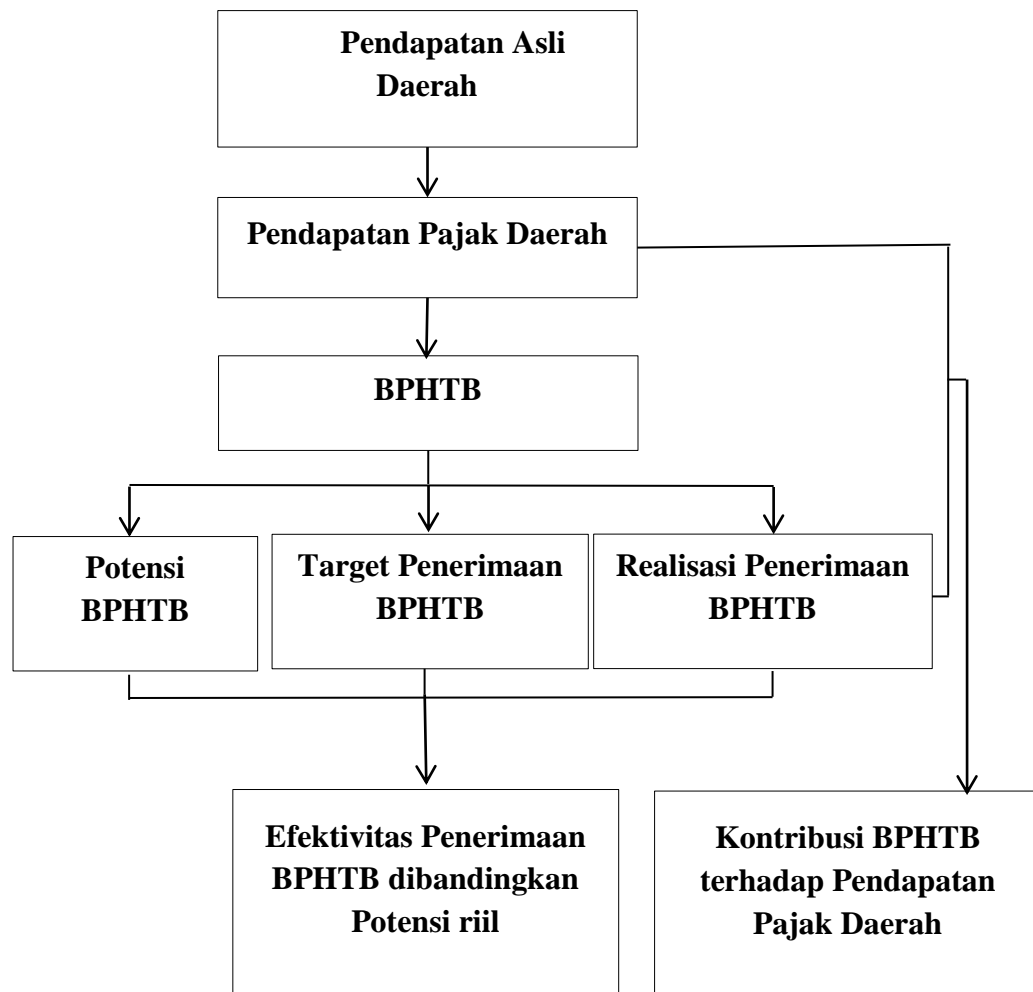 Pendapatan Asli
Daerah
Pendapatan Pajak Daerah
BPHTB
Potensi
BPHTB
Target Penerimaan
BPHTB
Realisasi Penerimaan
BPHTB
Efektivitas Penerimaan
BPHTB dibandingkan
Potensi riil
Kontribusi BPHTB
terhadap Pendapatan
Pajak Daerah